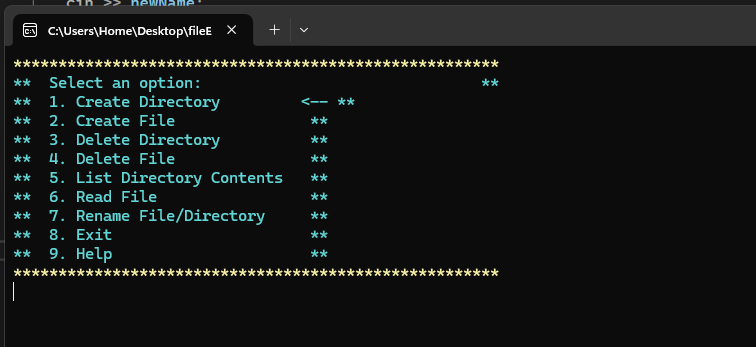 cin >> newName;
C:\Users\Home\Desktop\fileE
******************************************************
**  Select an option:                               **
**  1. Create Directory         <-- **
**  2. Create File               **
**  3. Delete Directory          **
**  4. Delete File               **
**  5. List Directory Contents   **
**  6. Read File                 **
**  7. Rename File/Directory     **
**  8. Exit                      **
**  9. Help                      **
******************************************************